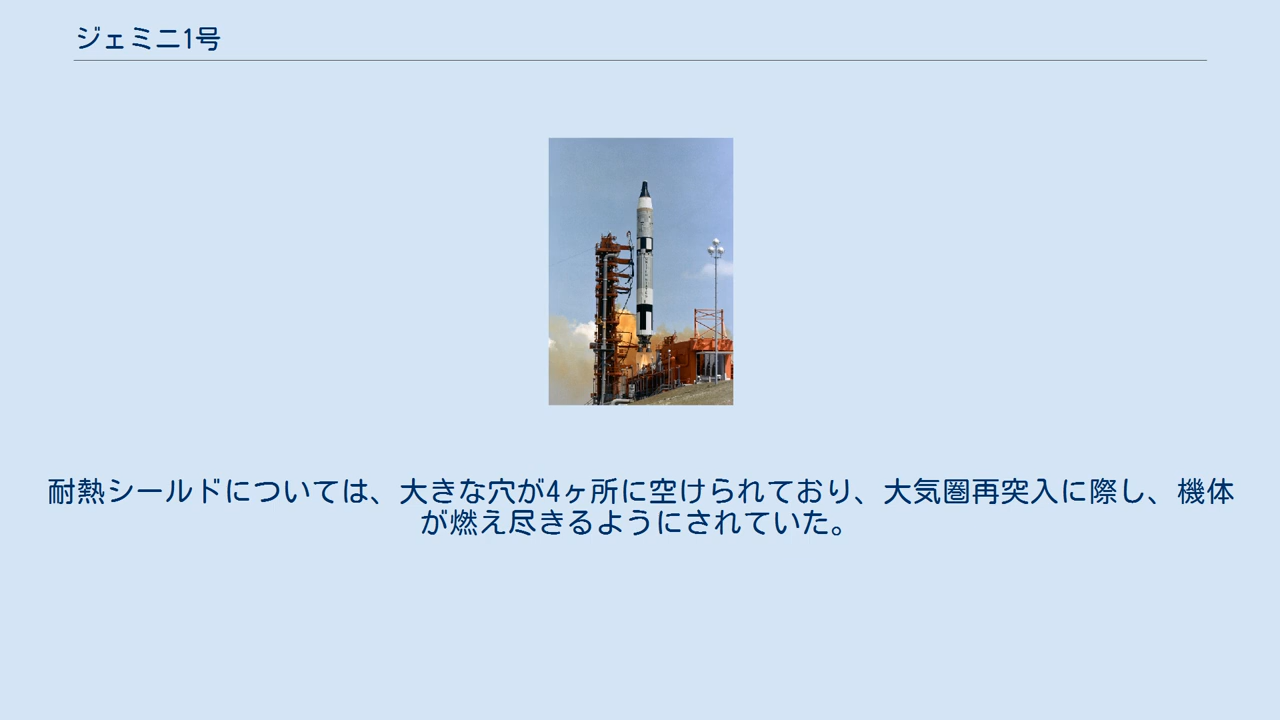 ジェミニ1号
耐熱シールドについては、大きな穴が4ヶ所に空けられており、大気圏再突入に際し、機体
が燃え尽きるようにされていた。